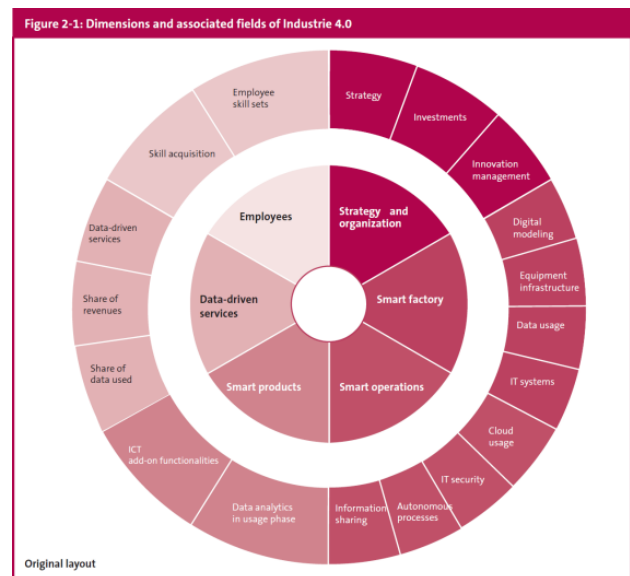 Figure 2-1: Dimensions and associated fields of Industrie 4.0
Employee
skill sets
Strategy
Investments
Innovation
management
Skill acquisition
Employees
Strategy and
organization
Digital
modeling
Data-driven
services
Equipment
infrastructure
Share of
revenues
Data-driven
services
Smart factory
Data usage
Share of
data used
Smart products
Smart operations
IT systems
Cloud
usage
ICT
add-on functionalities
IT security
Data analytics
in usage phase
Information
sharing
Autonomous
processes
Original layout